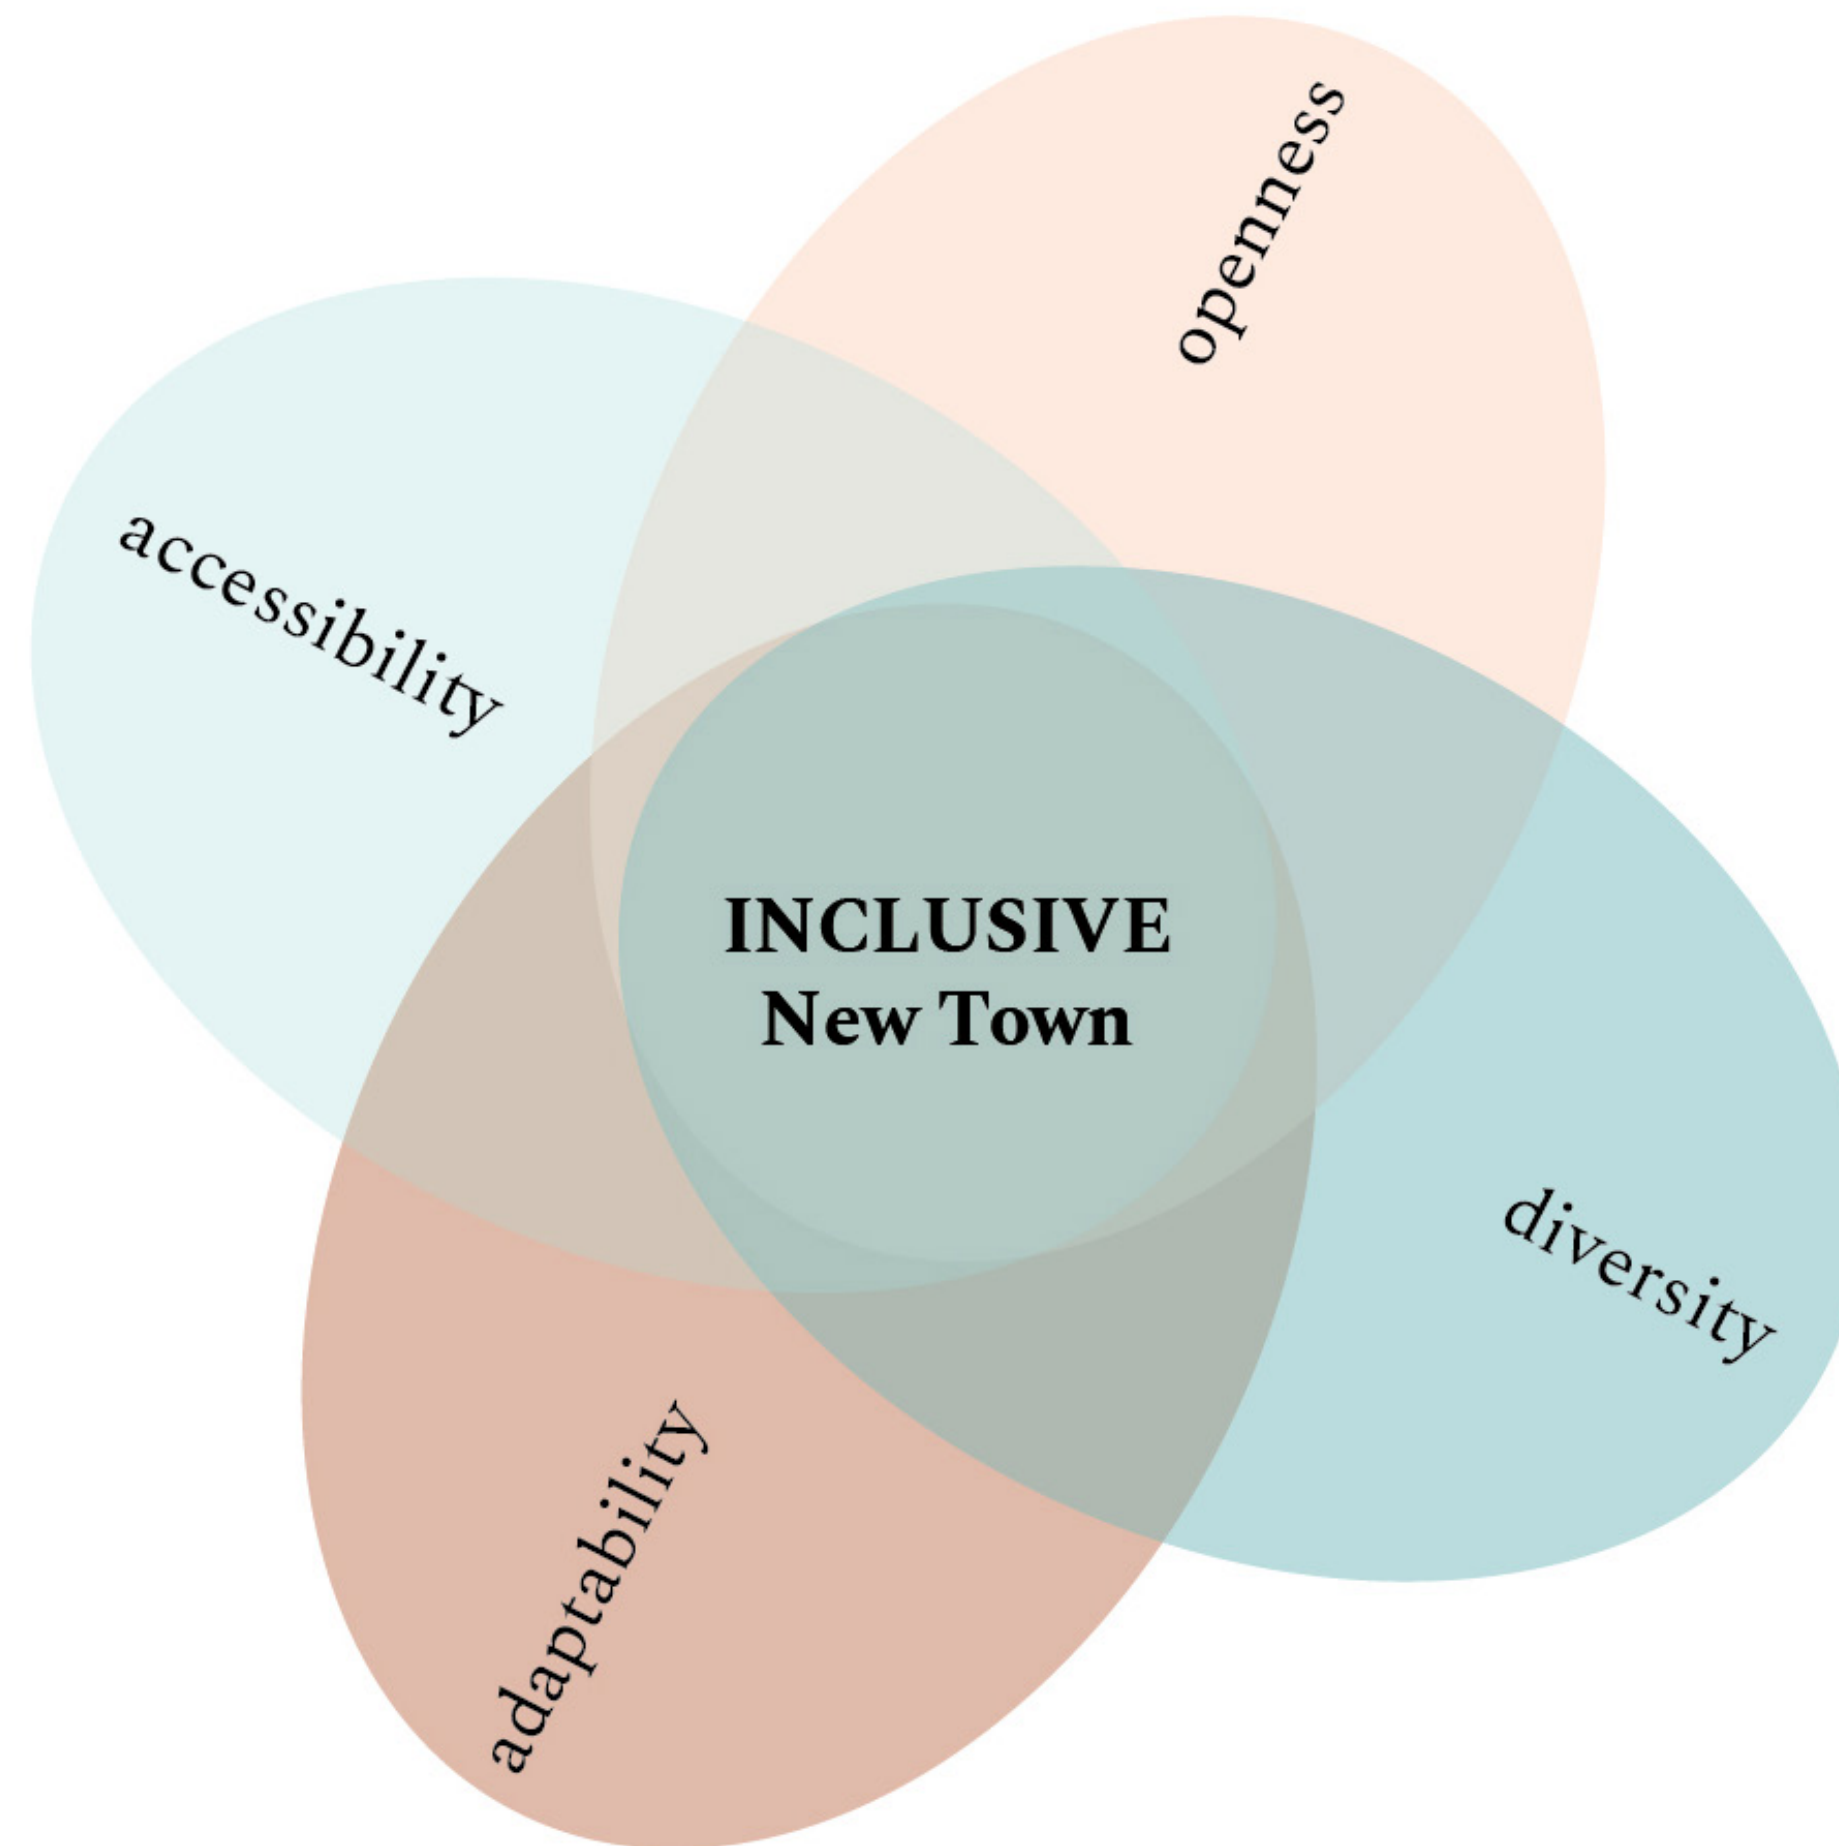 openness
accessibility
INCLUSIVE
New Town
diversity
adaptability